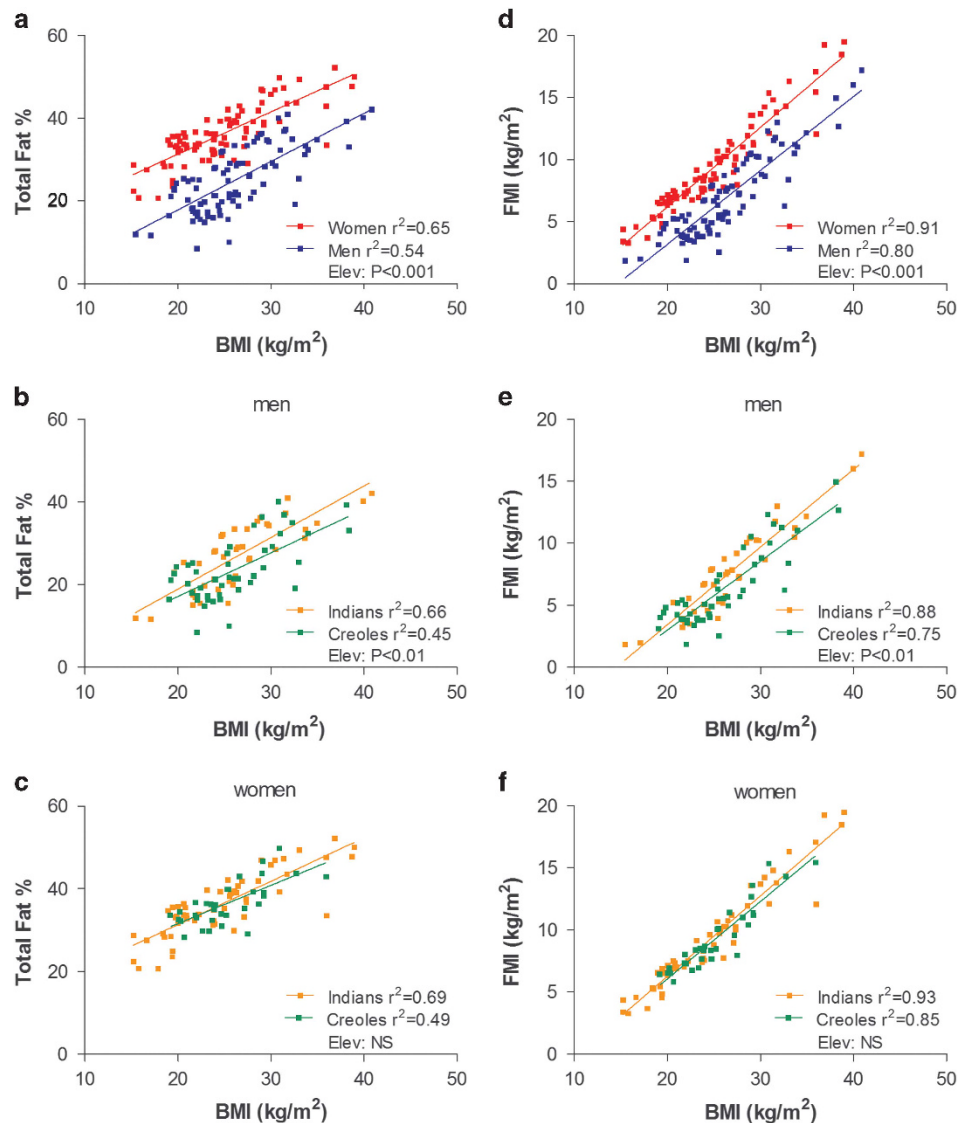 a
60
40
20
0
Total Fat %
Women r²=0.65
Men r²=0.54
Elev: P<0.001
10 20 30 40 50
BMI (kg/m²)
d
20
15
10
5
0
FMI (kg/m²)
Women r²=0.91
Men r²=0.80
Elev: P<0.001
10 20 30 40 50
BMI (kg/m²)
b
men
60
40
20
0
Total Fat %
Indians r²=0.66
Creoles r²=0.45
Elev: P<0.01
10 20 30 40 50
BMI (kg/m²)
e
men
20
15
10
5
0
FMI (kg/m²)
Indians r²=0.88
Creoles r²=0.75
Elev: P<0.01
10 20 30 40 50
BMI (kg/m²)
c
women
60
40
20
0
Total Fat %
Indians r²=0.69
Creoles r²=0.49
Elev: NS
10 20 30 40 50
BMI (kg/m²)
f
women
20
15
10
5
0
FMI (kg/m²)
Indians r²=0.93
Creoles r²=0.85
Elev: NS
10 20 30 40 50
BMI (kg/m²)